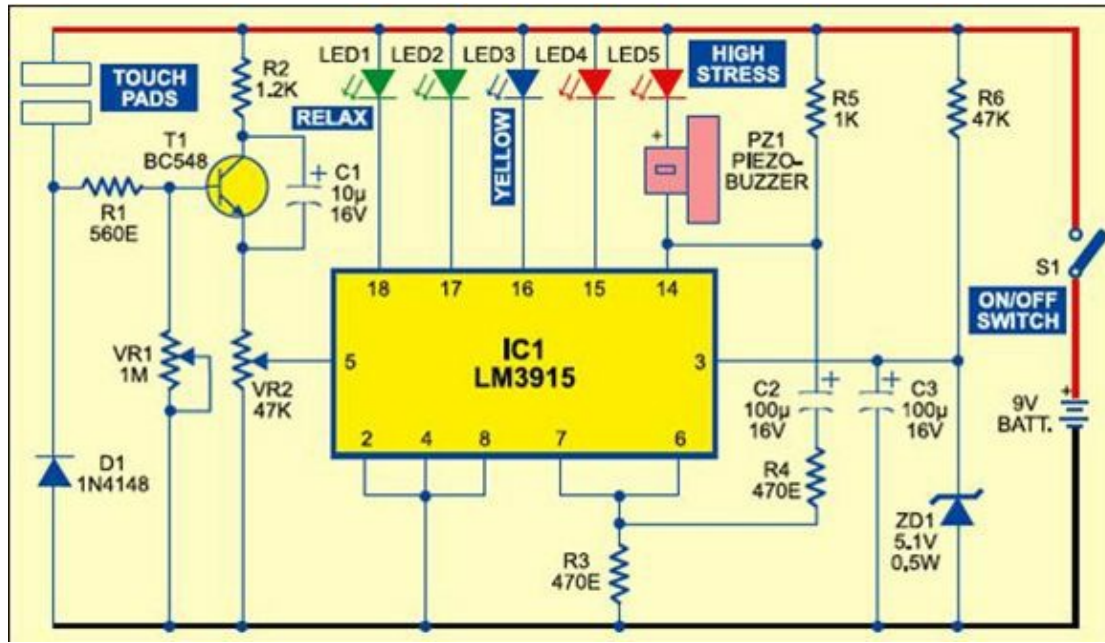 TOUCH
PADS
R2
1.2K
LED1
LED2
LED3
LED4
LED5
HIGH
STRESS
RELAX
YELLOW
T1
BC548
R1
560E
+
C1
10µ
16V
+
PZ1
PIEZO-
BUZZER
R5
1K
R6
47K
S1
ON/OFF
SWITCH
18
17
16
15
14
VR1
1M
VR2
47K
5
IC1
LM3915
3
+
C2
100µ
16V
+
C3
100µ
16V
+
9V
BATT.
2
4
8
7
6
D1
1N4148
R3
470E
R4
470E
ZD1
5.1V
0.5W